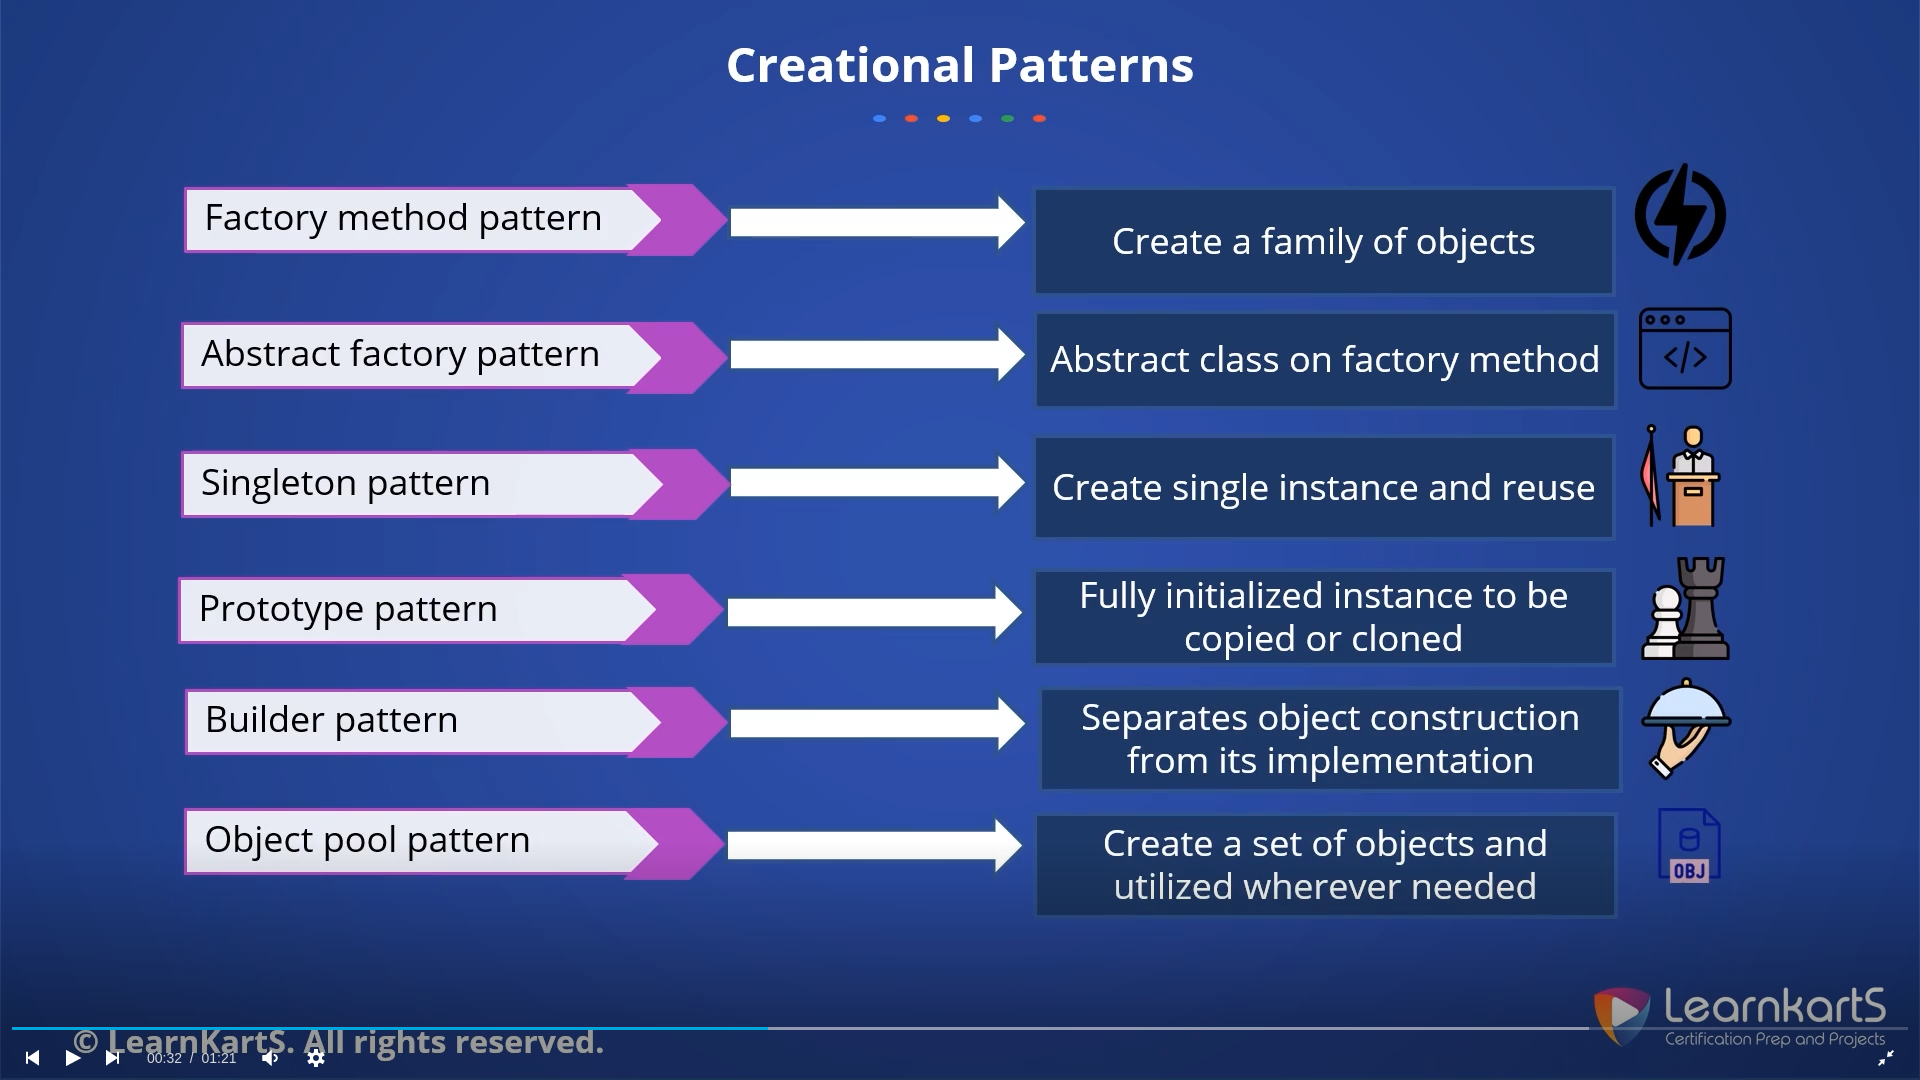 Creational Patterns
Factory method pattern
Create a family of objects
Abstract factory pattern
Abstract class on factory method
Singleton pattern
Create single instance and reuse
Prototype pattern
Fully initialized instance to be
copied or cloned
Builder pattern
Separates object construction
from its implementation
Object pool pattern
Create a set of objects and
utilized wherever needed
</>
OBJ
LearnkartS
Certification Prep and Projects
© LearnKartS. All rights reserved.
00:32 / 01:21